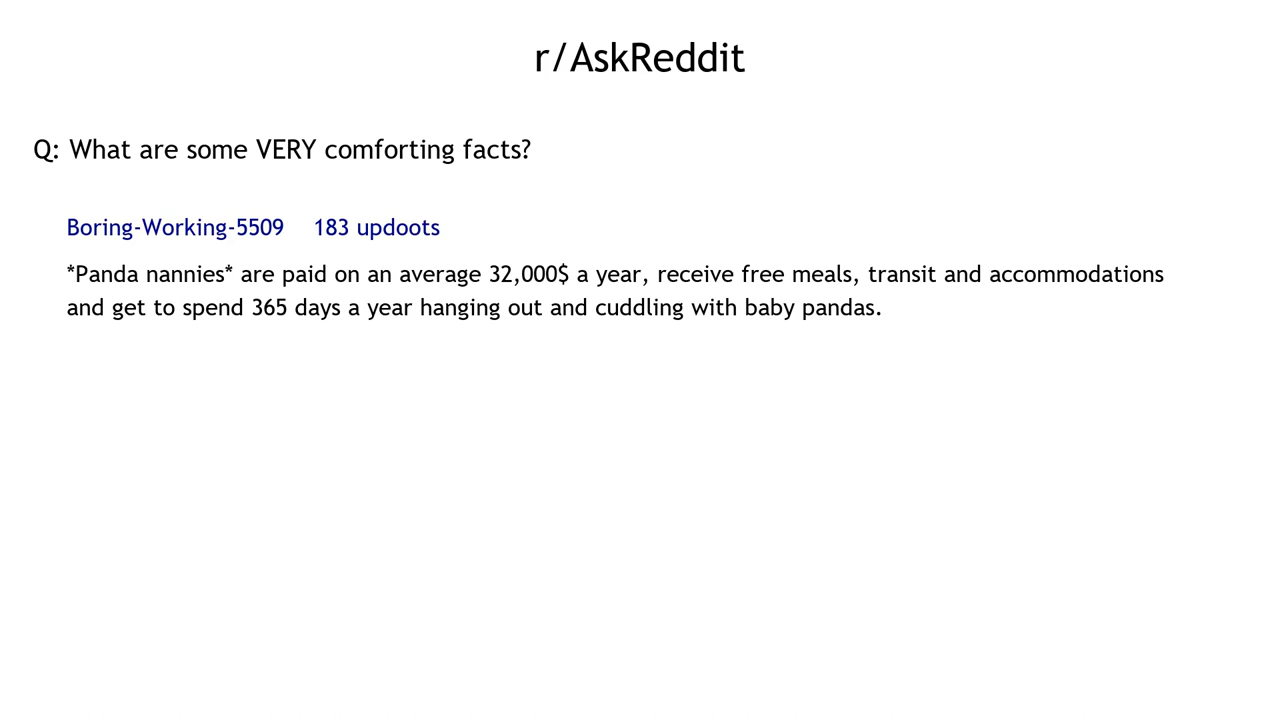 r/AskReddit
Q: What are some VERY comforting facts?
Boring-Working-5509 183 updoots
*Panda nannies* are paid on an average 32,000$ a year, receive free meals, transit and accommodations
and get to spend 365 days a year hanging out and cuddling with baby pandas.